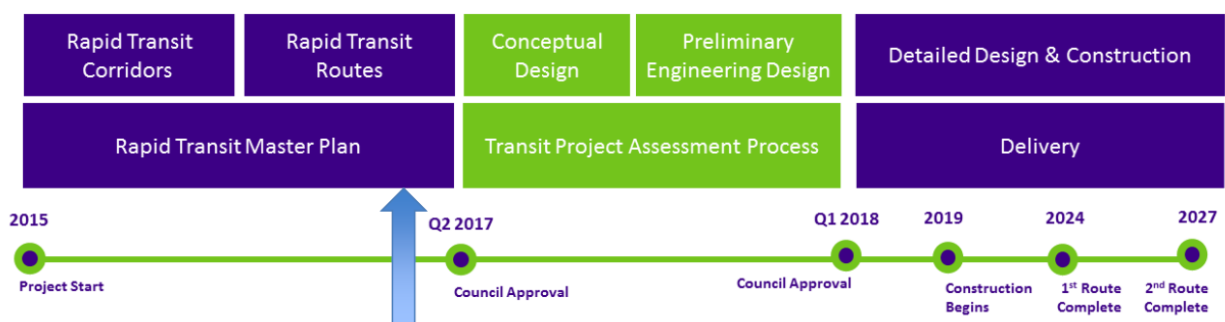 Rapid Transit
Corridors
Rapid Transit
Routes
Conceptual
Design
Preliminary
Engineering Design
Detailed Design & Construction
Rapid Transit Master Plan
Transit Project Assessment Process
Delivery
2015
Q2 2017
Q1 2018
2019
2024
2027
Project Start
Council Approval
Council Approval
Construction
Begins
1st Route
Complete
2nd Route
Complete